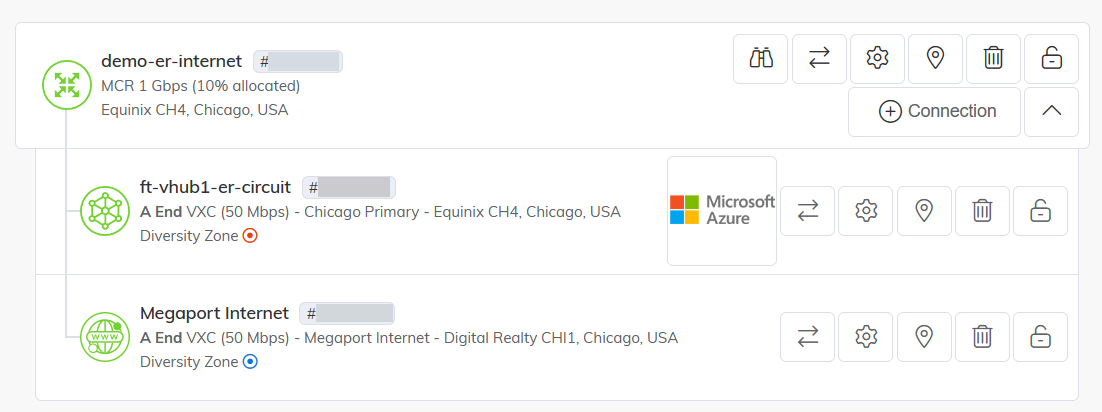 demo-er-internet #
MCR 1 Gbps (10% allocated)
Equinix CH4, Chicago, USA
Connection
ft-vhub1-er-circuit #
A End VXC (50 Mbps) - Chicago Primary - Equinix CH4, Chicago, USA
Diversity Zone
Microsoft
Azure
Megaport Internet #
WWW
A End VXC (50 Mbps) - Megaport Internet - Digital Realty CHI1, Chicago, USA
Diversity Zone